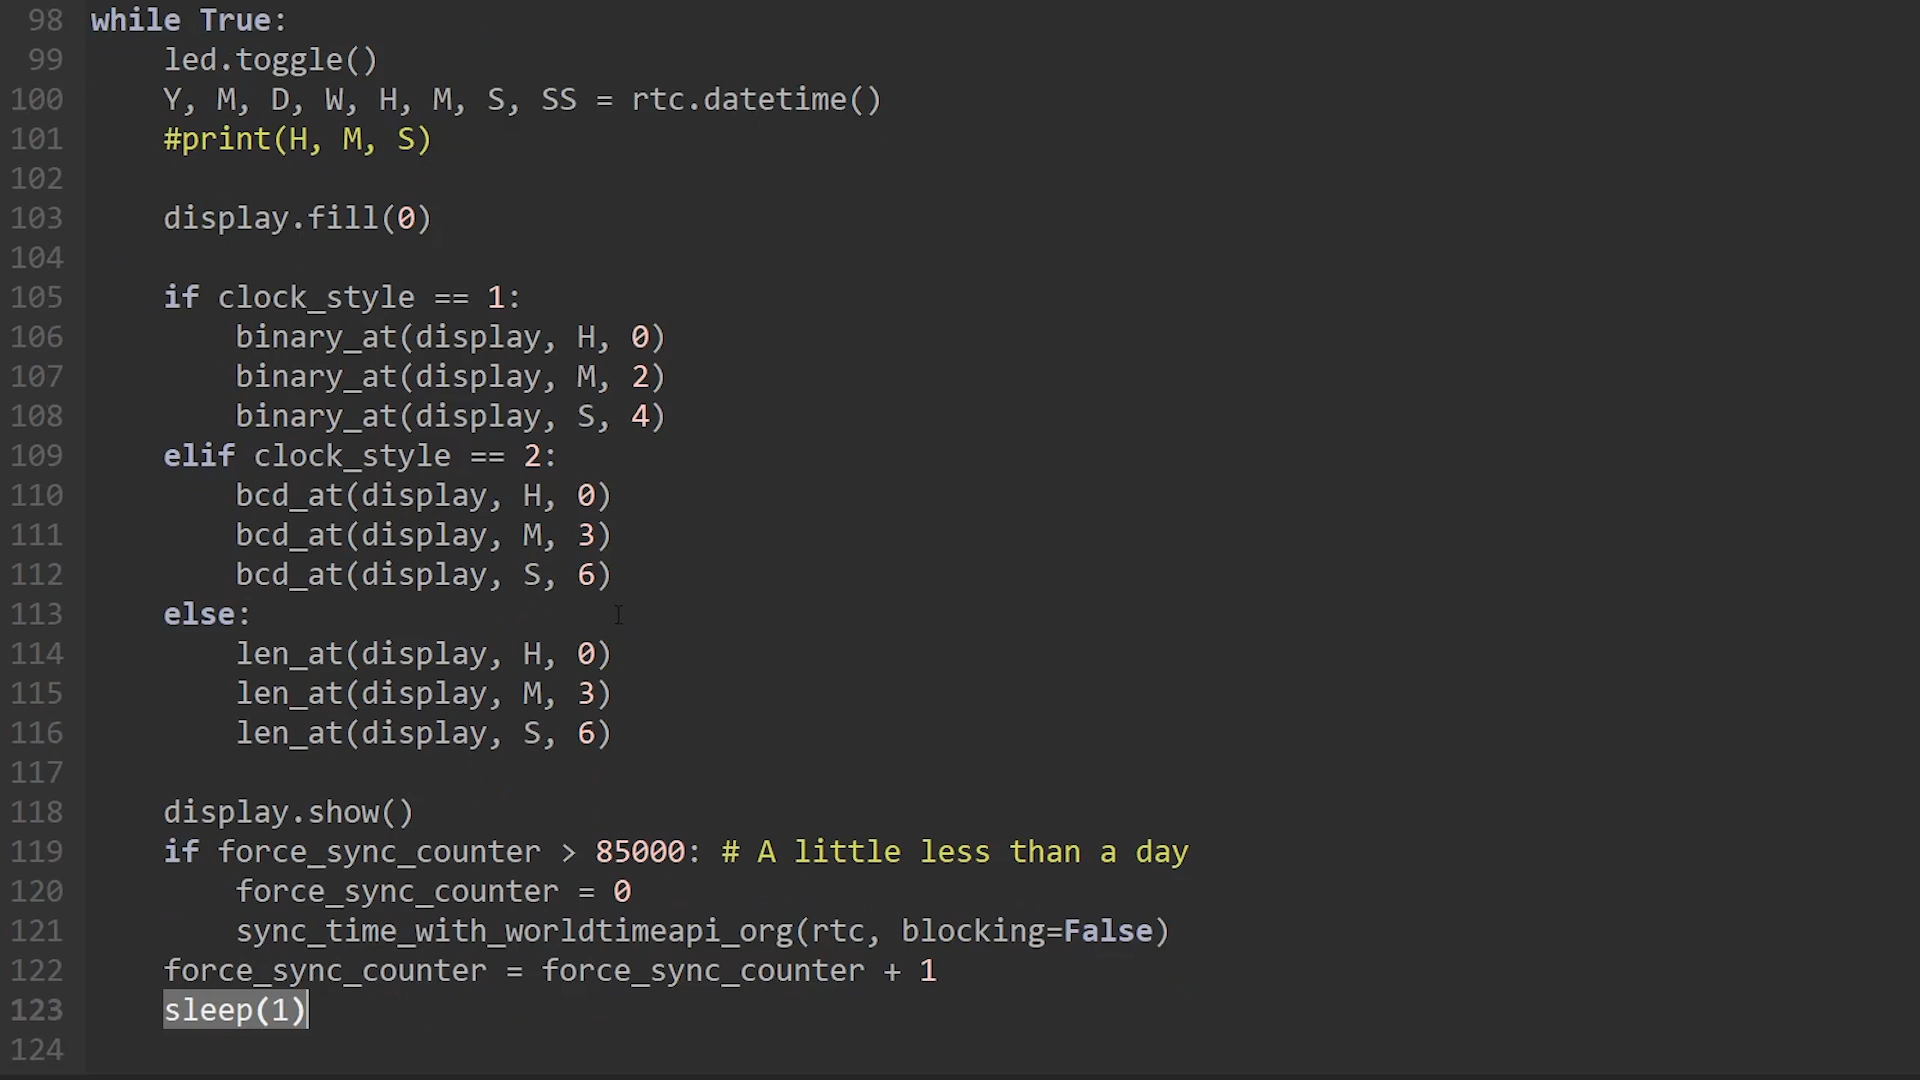 98 while True:
99 led.toggle()
100 Y, M, D, W, H, M, S, SS = rtc.datetime()
101 #print(H, M, S)
102
103 display.fill(0)
104
105 if clock_style == 1:
106 binary_at(display, H, 0)
107 binary_at(display, M, 2)
108 binary_at(display, S, 4)
109 elif clock_style == 2:
110 bcd_at(display, H, 0)
111 bcd_at(display, M, 3)
112 bcd_at(display, S, 6)
113 else:
114 len_at(display, H, 0)
115 len_at(display, M, 3)
116 len_at(display, S, 6)
117
118 display.show()
119 if force_sync_counter > 85000: # A little less than a day
120 force_sync_counter = 0
121 sync_time_with_worldtimeapi_org(rtc, blocking=False)
122 force_sync_counter = force_sync_counter + 1
123 sleep(1)
124